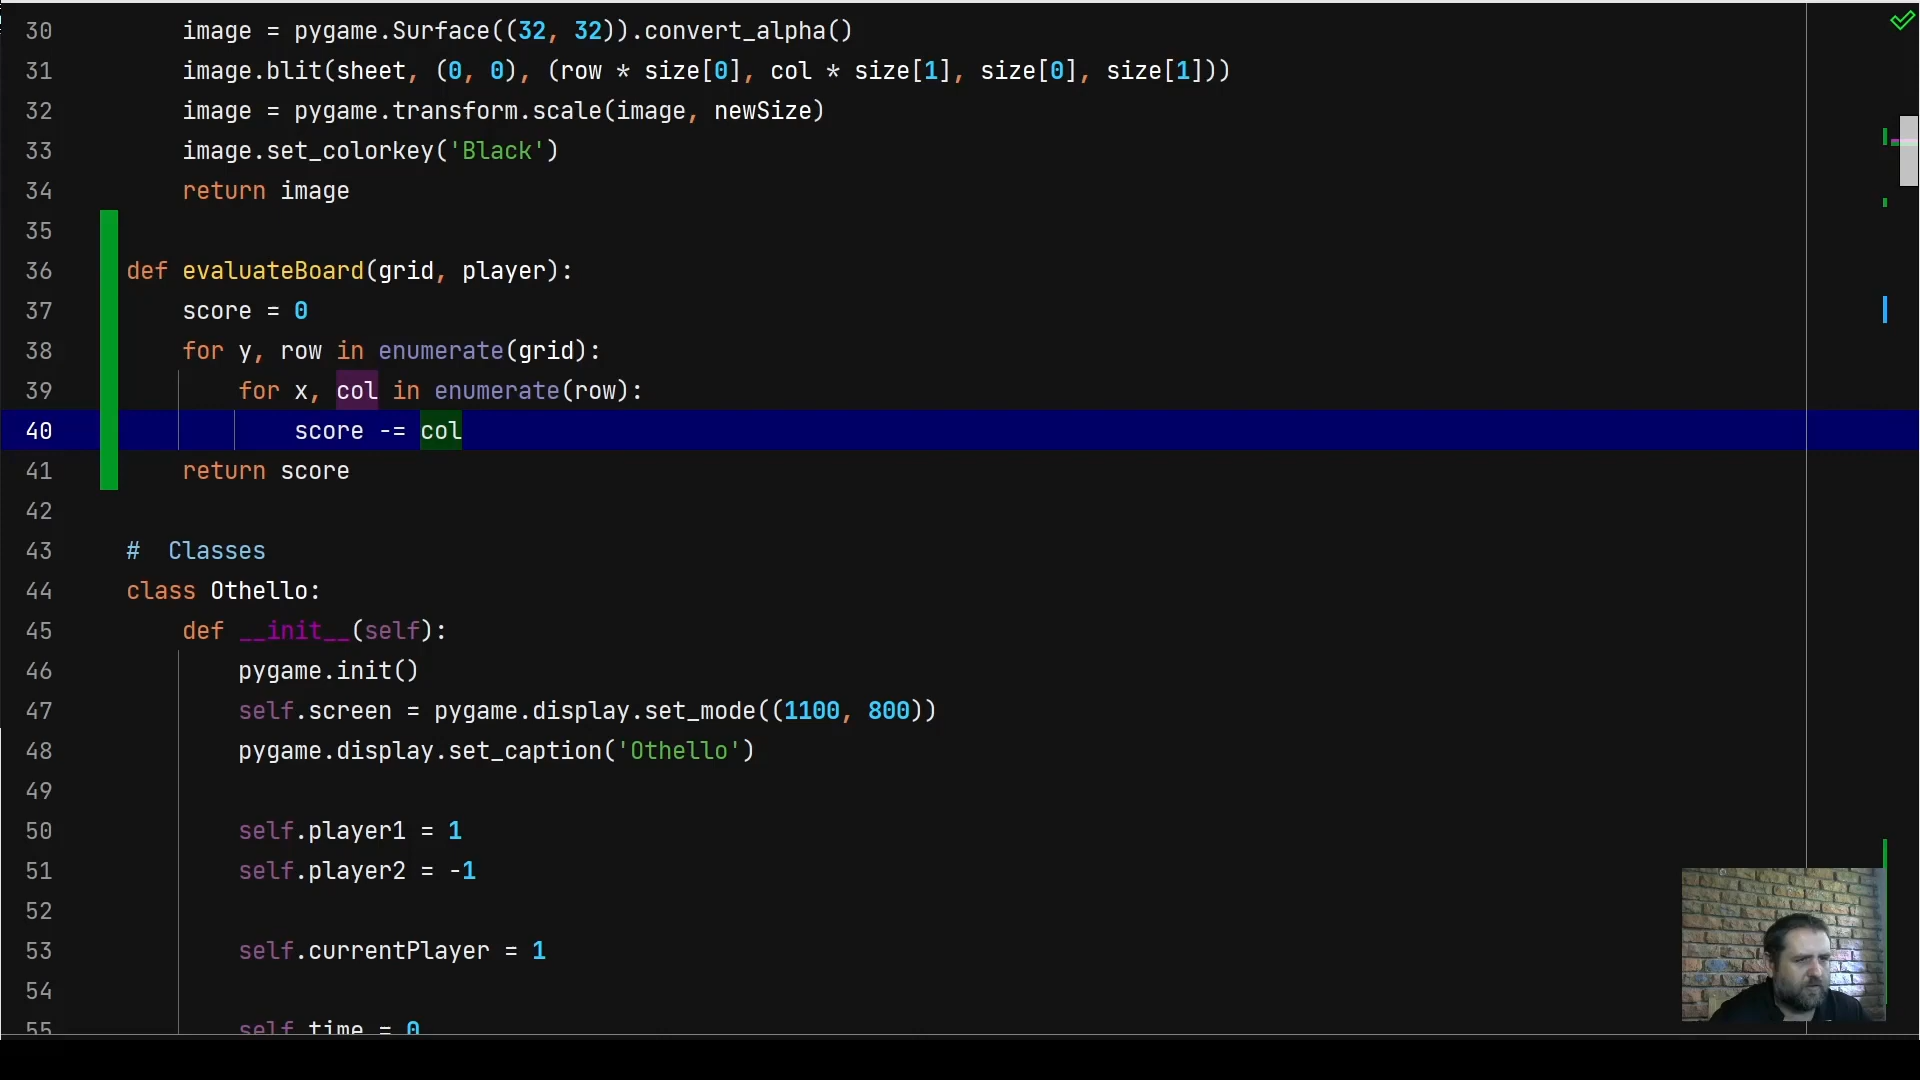 30 image = pygame.Surface((32, 32)).convert_alpha()
31 image.blit(sheet, (0, 0), (row * size[0], col * size[1], size[0], size[1]))
32 image = pygame.transform.scale(image, newSize)
33 image.set_colorkey('Black')
34 return image
35
36 def evaluateBoard(grid, player):
37 score = 0
38 for y, row in enumerate(grid):
39 for x, col in enumerate(row):
40 score -= col
41 return score
42
43 #  Classes
44 class Othello:
45 def __init__(self):
46 pygame.init()
47 self.screen = pygame.display.set_mode((1100, 800))
48 pygame.display.set_caption('Othello')
49
50 self.player1 = 1
51 self.player2 = -1
52
53 self.currentPlayer = 1
54
55 self.time = 0